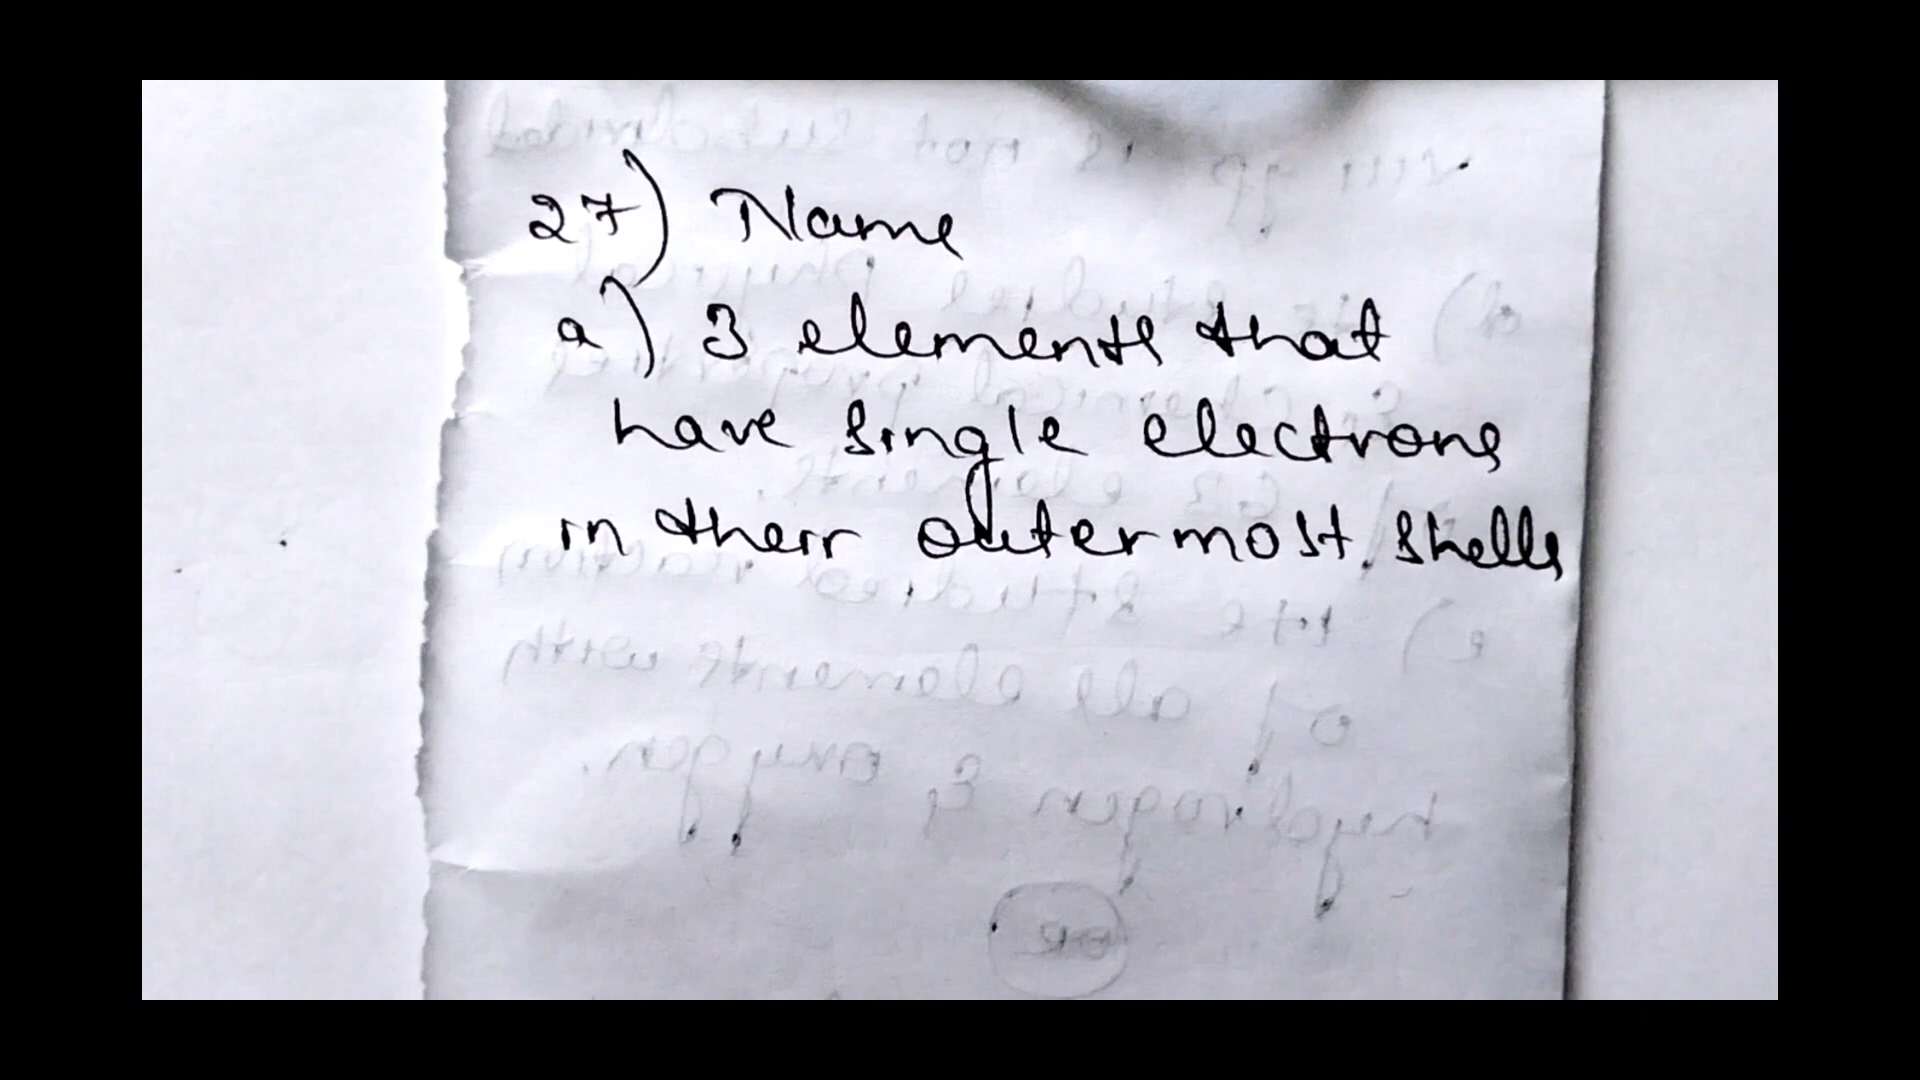 27) Name
a) 3 elements that
have single electrons
in their outermost shells